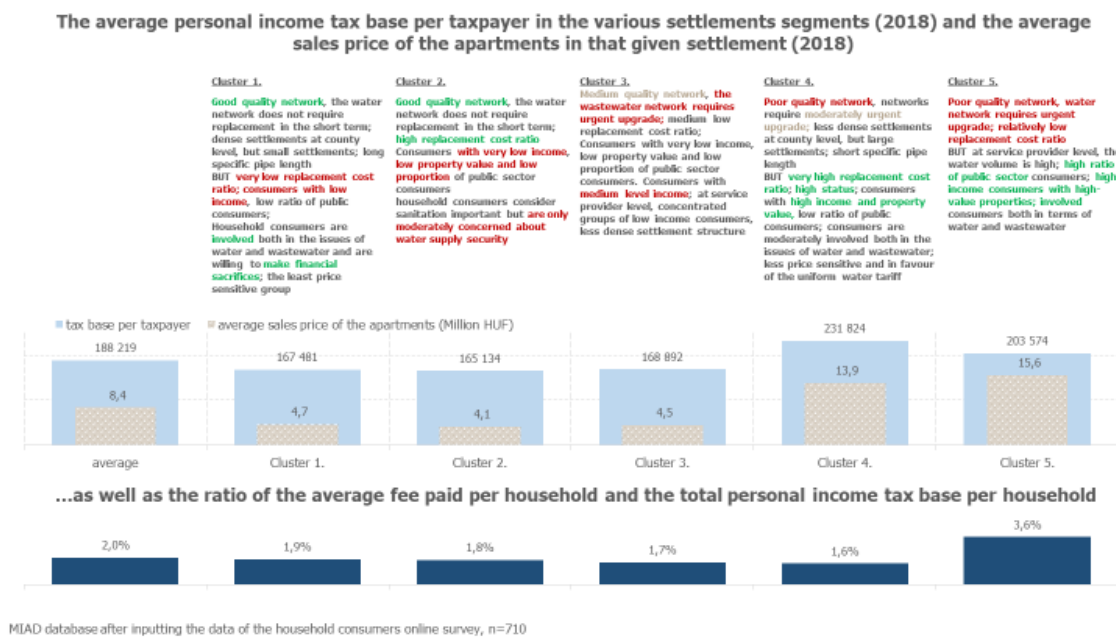 The average personal income tax base per taxpayer in the various settlements segments (2018) and the average
sales price of the apartments in that given settlement (2018)
Cluster 1.
Good quality network, the water
network does not require
replacement in the short term;
dense settlements at county
level, but small settlements; long
specific pipe length
BUT very low replacement cost
ratio; consumers with low
income, low ratio of public
consumers;
Household consumers are
involved both in the issues of
water and wastewater and are
willing to make financial
sacrifices; the least price
sensitive group
Cluster 2.
Good quality network, the water
network does not require
replacement in the short term;
high replacement cost ratio
Consumers with very low income,
low property value and low
proportion of public sector
consumers
household consumers consider
sanitation important but are only
moderately concerned about
water supply security
Cluster 3.
Medium quality network, the
wastewater network requires
urgent upgrade; medium low
replacement cost ratio;
Consumers with very low income,
low property value and low
proportion of public sector
consumers. Consumers with
medium level income; at service
provider level, concentrated
groups of low income consumers,
less dense settlement structure
Cluster 4.
Poor quality network, networks
require moderately urgent
upgrade; less dense settlements
at county level, but large
settlements; short specific pipe
length
BUT very high replacement cost
ratio; high status; consumers
with high income and property
value, low ratio of public
consumers; consumers are
moderately involved both in the
issues of water and wastewater;
less price sensitive and in favour
of the uniform water tariff
Cluster 5.
Poor quality network, water
network requires urgent
upgrade; relatively low
replacement cost ratio
BUT at service provider level, the
water volume is high; high ratio
of public sector consumers; high
income consumers with high-
value properties; involved
consumers both in terms of
water and wastewater
tax base per taxpayer
average sales price of the apartments (Million HUF)
188 219
167 481
165 134
168 892
231 824
203 574
8,4
4,7
4,1
4,5
13,9
15,6
average
Cluster 1.
Cluster 2.
Cluster 3.
Cluster 4.
Cluster 5.
...as well as the ratio of the average fee paid per household and the total personal income tax base per household
2,0%
1,9%
1,8%
1,7%
1,6%
3,6%
MIAD database after inputting the data of the household consumers online survey, n=710